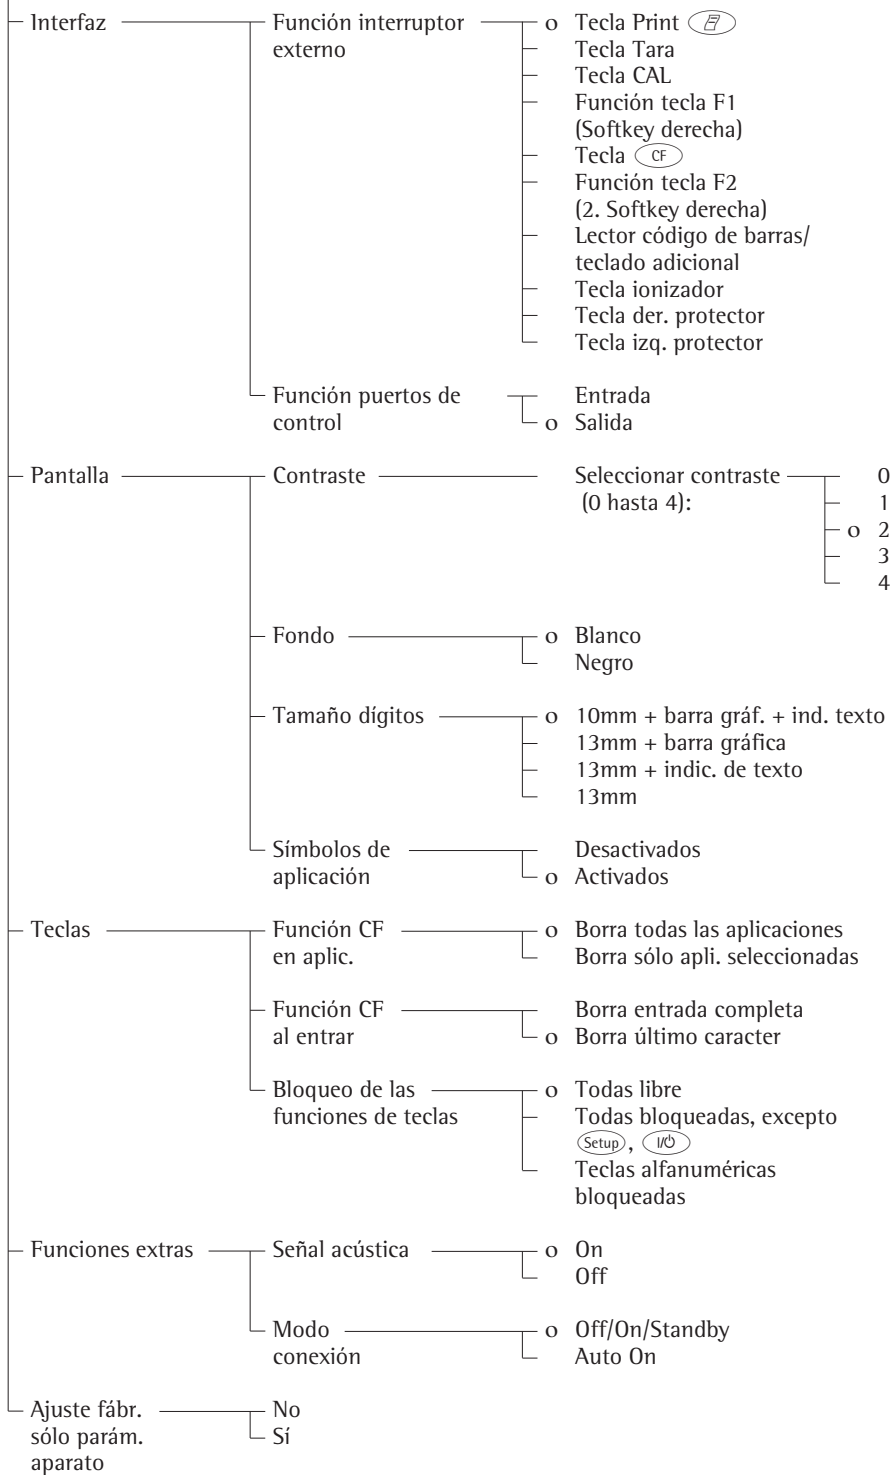 Interfaz Función interruptor o Tecla Print
externo Tecla Tara
Tecla CAL
Función tecla F1
(Softkey derecha)
Tecla CF
Función tecla F2
(2. Softkey derecha)
Lector código de barras/
teclado adicional
Tecla ionizador
Tecla der. protector
Tecla izq. protector
Función puertos de Entrada
control o Salida
Pantalla Contraste Seleccionar contraste 0
(0 hasta 4): 1
o 2
3
4
Fondo o Blanco
Negro
Tamaño dígitos o 10mm + barra gráf. + ind. texto
13mm + barra gráfica
13mm + indic. de texto
13mm
Símbolos de Desactivados
aplicación o Activados
Teclas Función CF o Borra todas las aplicaciones
en aplic. Borra sólo apli. seleccionadas
Función CF Borra entrada completa
al entrar o Borra último caracter
Bloqueo de las o Todas libre
funciones de teclas Todas bloqueadas, excepto
Setup, I/⏻
Teclas alfanuméricas
bloqueadas
Funciones extras Señal acústica o On
Off
Modo o Off/On/Standby
conexión Auto On
Ajuste fábr. No
sólo parám. Sí
aparato